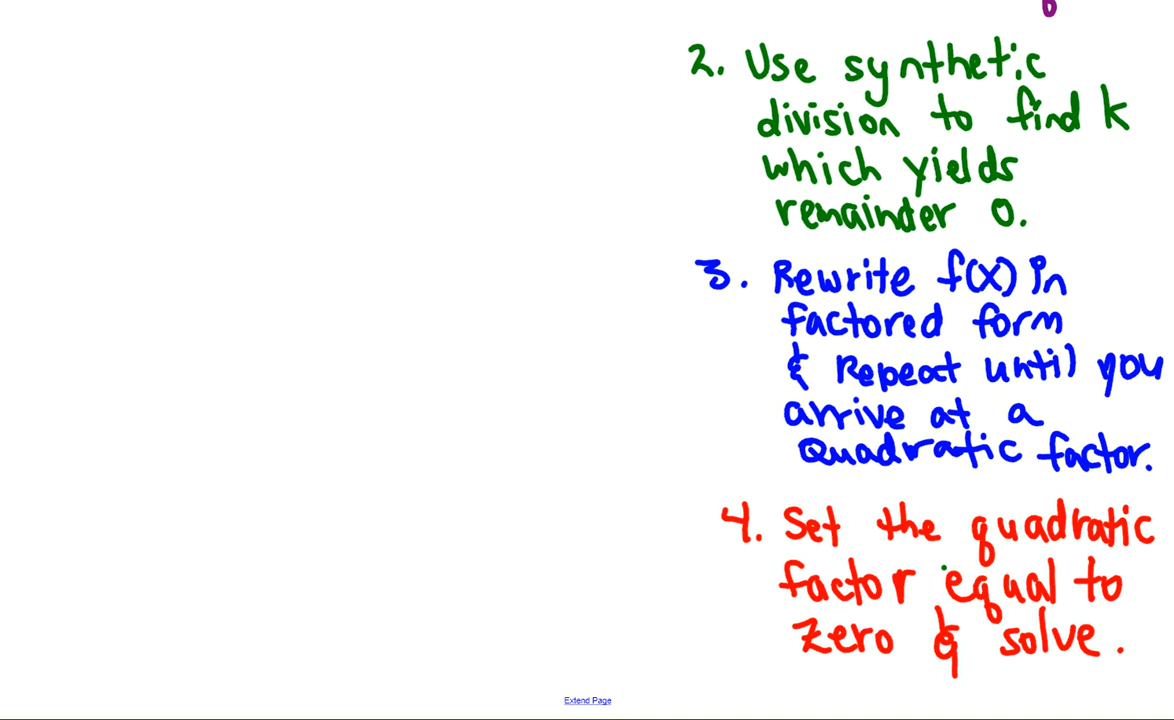 2. Use synthetic
division to find k
which yields
remainder 0.
3. Rewrite f(x) in
factored form
& Repeat until you
arrive at a
Quadratic factor.
4. Set the quadratic
factor equal to
zero & solve.
Extend Page